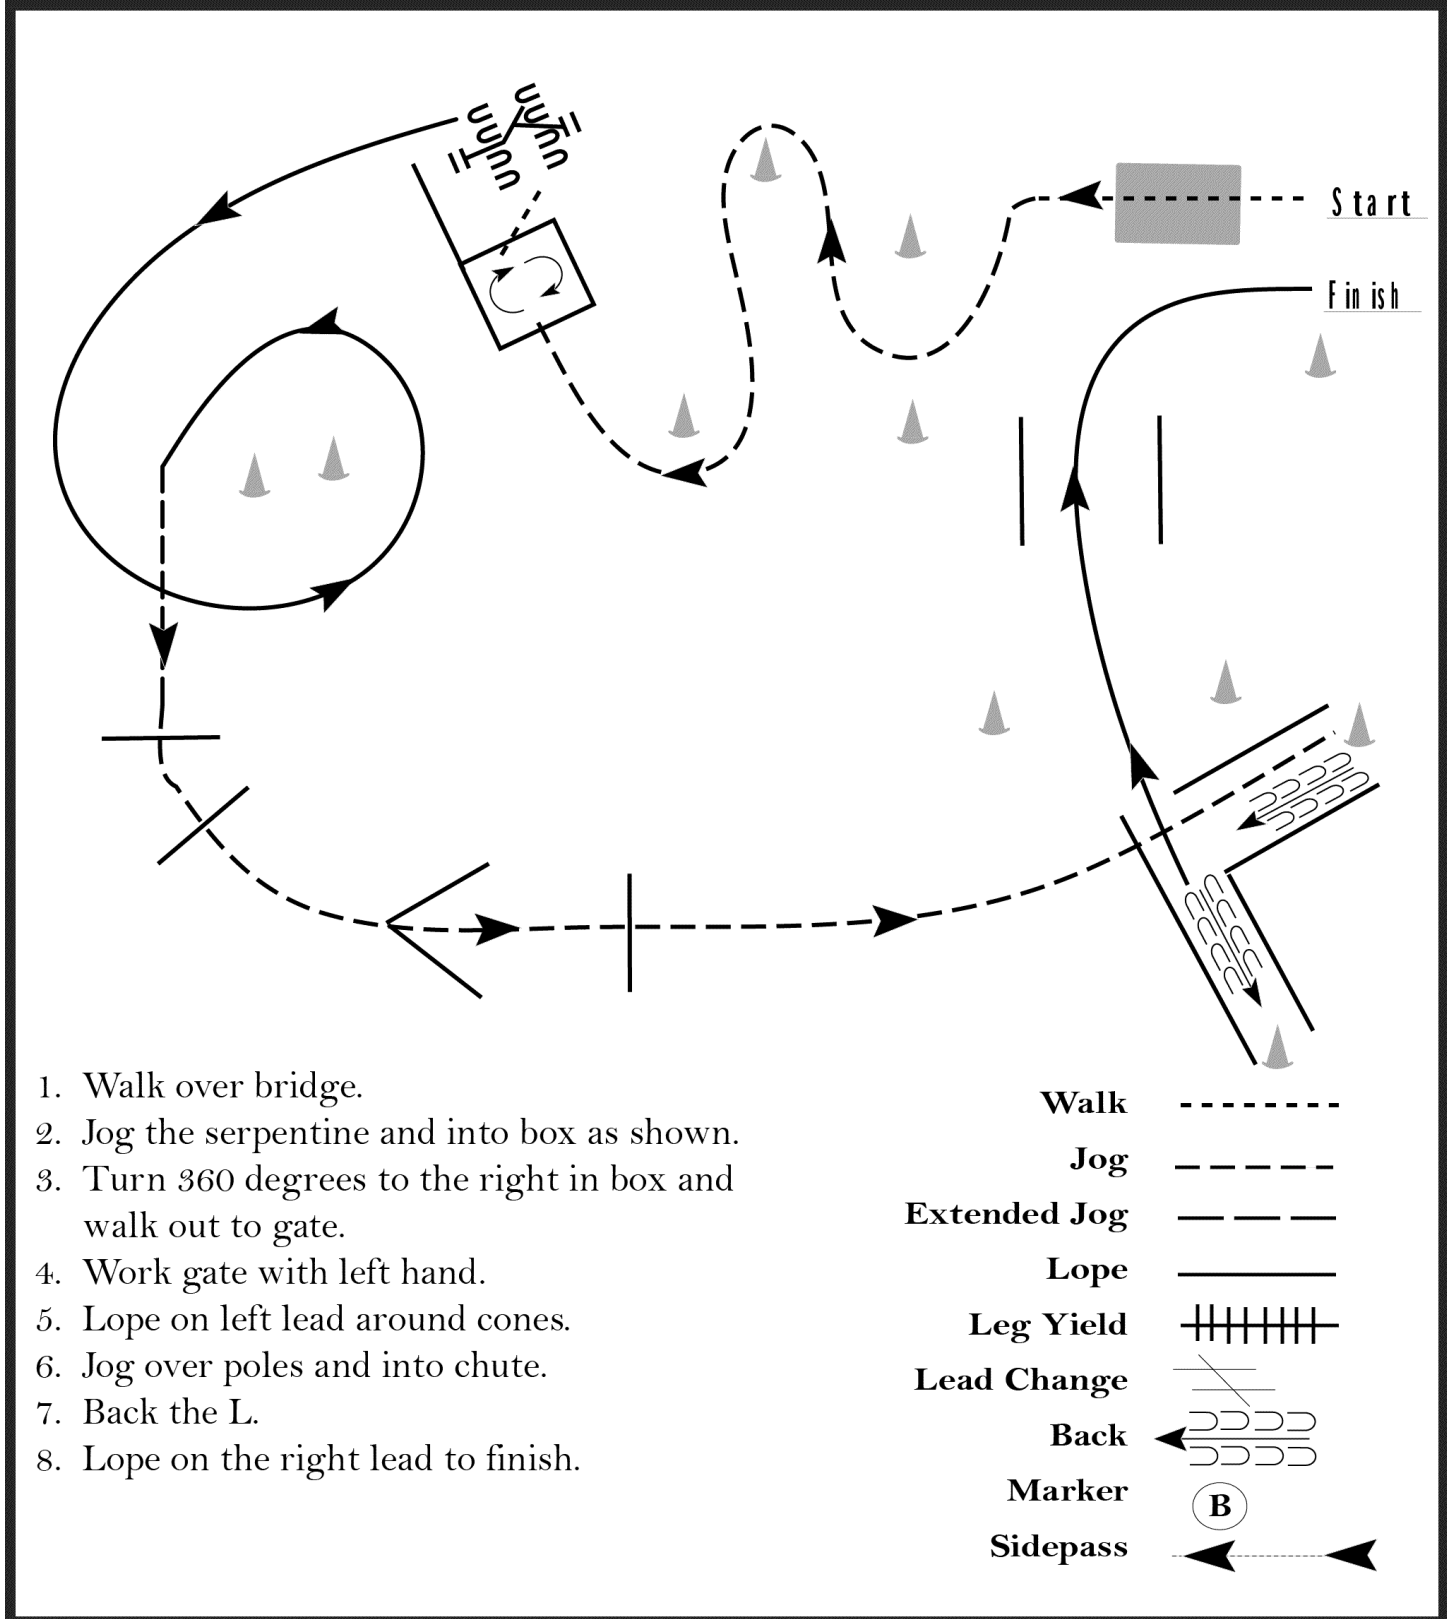 Start
Finish
1. Walk over bridge.
2. Jog the serpentine and into box as shown.
3. Turn 360 degrees to the right in box and
walk out to gate.
4. Work gate with left hand.
5. Lope on left lead around cones.
6. Jog over poles and into chute.
7. Back the L.
8. Lope on the right lead to finish.
Walk
Jog
Extended Jog
Lope
Leg Yield
Lead Change
Back
Marker B
Sidepass